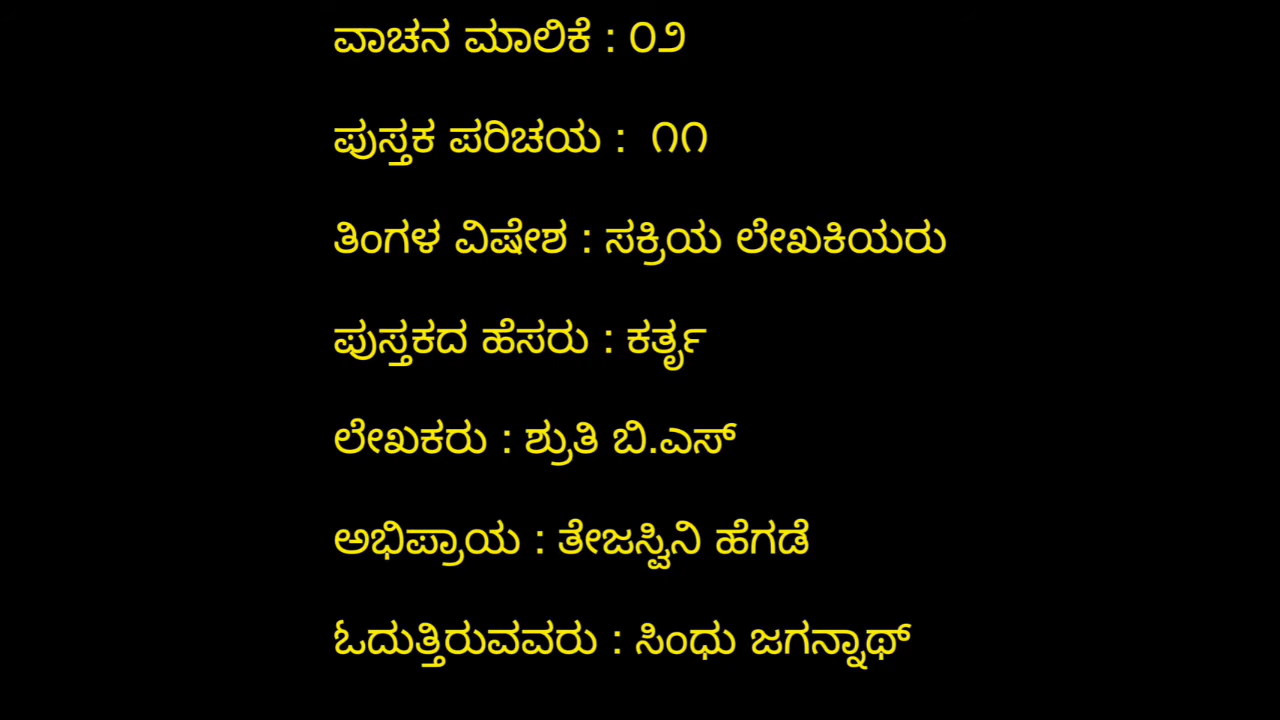 ವಾಚನ ಮಾಲಿಕೆ : ೦೨
ಪುಸ್ತಕ ಪರಿಚಯ : ೧೧
ತಿಂಗಳ ವಿಷೇಶ : ಸಕ್ರಿಯ ಲೇಖಕಿಯರು
ಪುಸ್ತಕದ ಹೆಸರು : ಕರ್ತೃ
ಲೇಖಕರು : ಶ್ರುತಿ ಬಿ.ಎಸ್
ಅಭಿಪ್ರಾಯ : ತೇಜಸ್ವಿನಿ ಹೆಗಡೆ
ಓದುತ್ತಿರುವವರು : ಸಿಂಧು ಜಗನ್ನಾಥ್